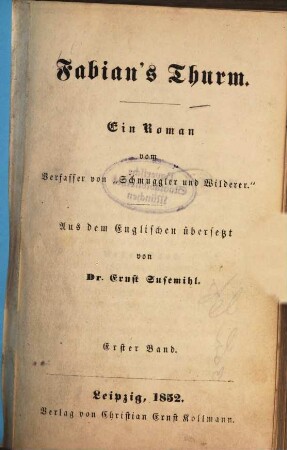 Fabian's Thurm.
Ein Roman
vom
Verfasser von „Schmuggler und Wilderer."
Aus dem Englischen übersetzt
von
Dr. Ernst Susemihl.
Erster Band.
Leipzig, 1852.
Verlag von Christian Ernst Kollmann.